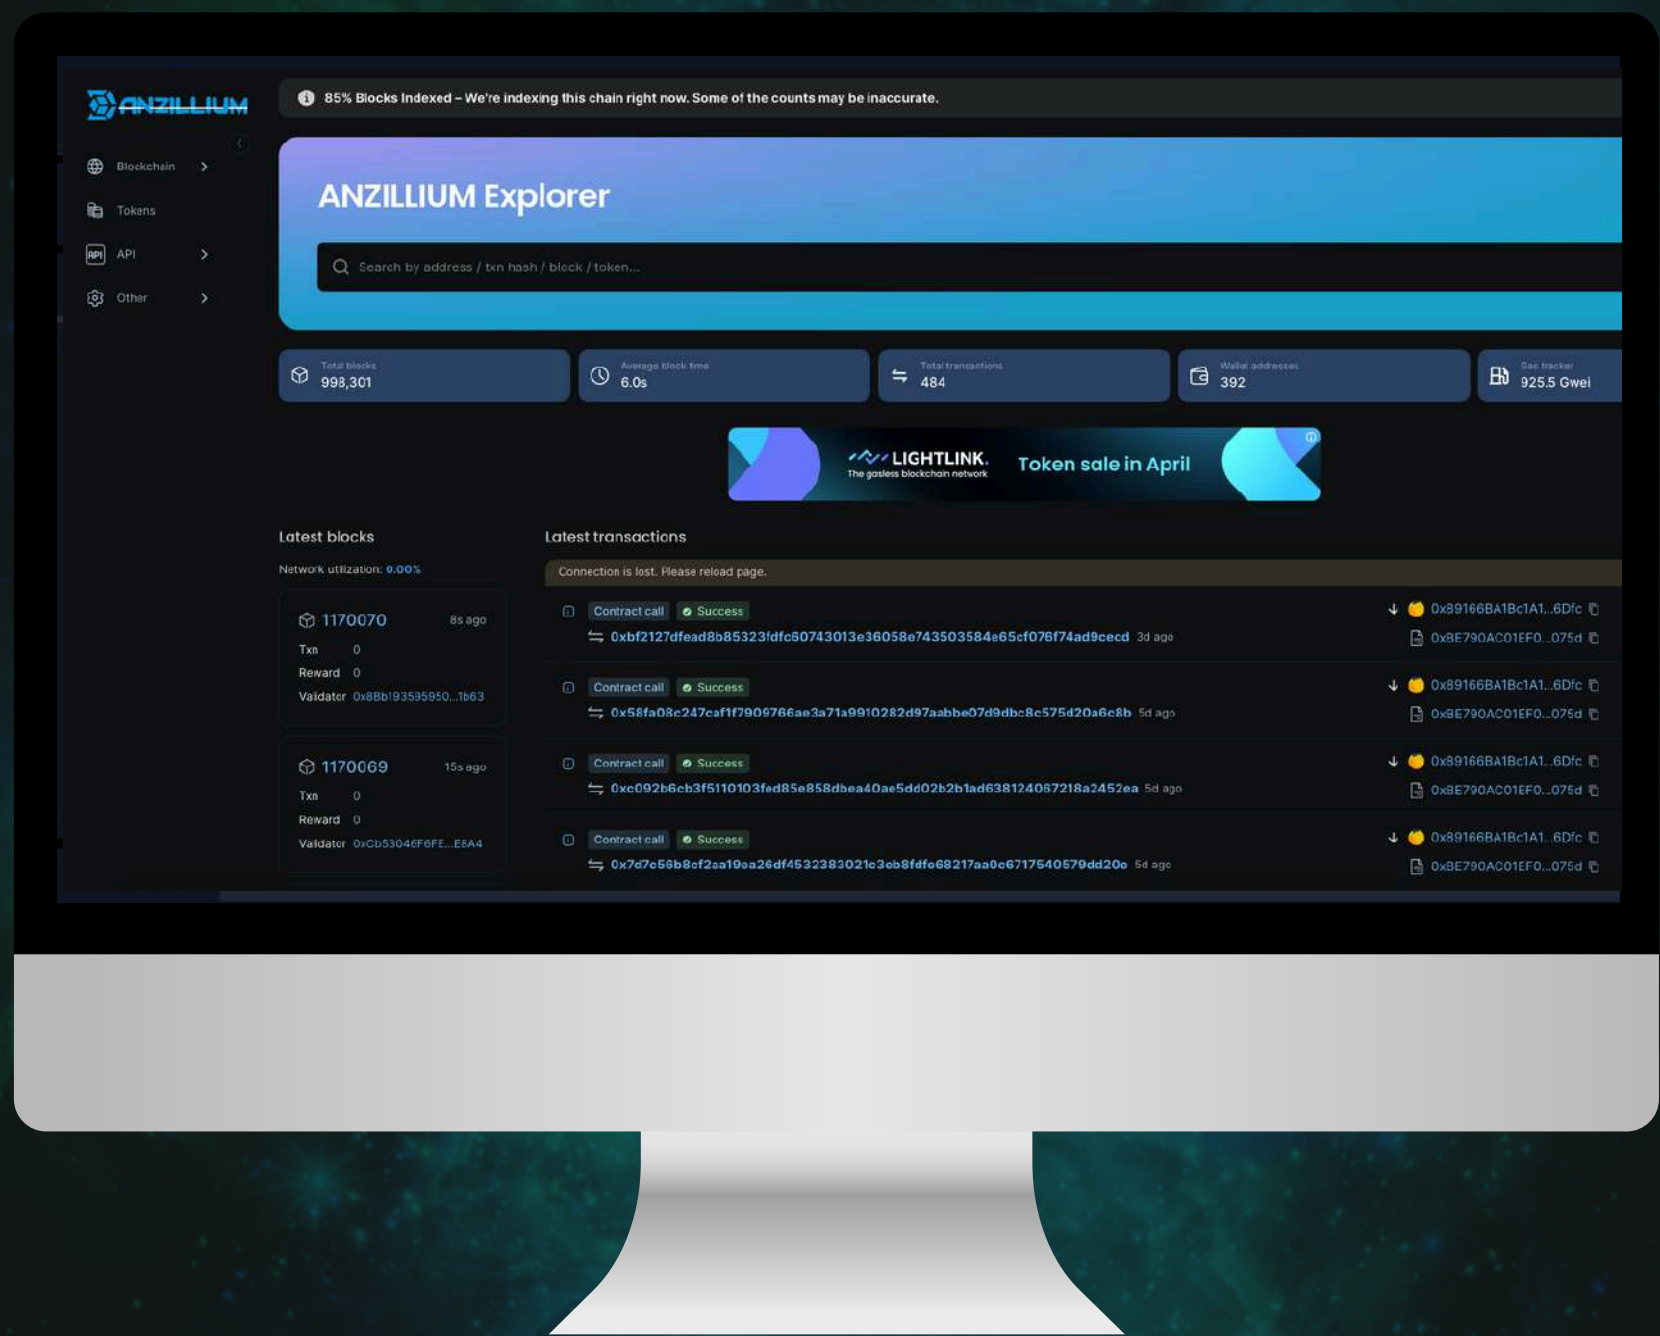 ANZILLIUM
85% Blocks Indexed – We're indexing this chain right now. Some of the counts may be inaccurate.
Blockchain
Tokens
API
API
Other
ANZILLIUM Explorer
Search by address / txn hash / block / token...
Total blocks
998,301
Average block time
6.0s
Total transactions
484
Wallet addresses
392
Gas tracker
925.5 Gwei
LIGHTLINK.
The gasless blockchain network
Token sale in April
Latest blocks
Network utilization: 0.00%
1170070 8s ago
Txn 0
Reward 0
Validator
1170069 15s ago
Txn 0
Reward 0
Validator
Latest transactions
Connection is lost. Please reload page.
Contract call Success
3d ago
0x89166BA1Bc1A1...6Dfc
0xBE790AC01EF0...075d
Contract call Success
5d ago
0x89166BA1Bc1A1...6Dfc
0xBE790AC01EF0...075d
Contract call Success
5d ago
0x89166BA1Bc1A1...6Dfc
0xBE790AC01EF0...075d
Contract call Success
5d ago
0x89166BA1Bc1A1...6Dfc
0xBE790AC01EF0...075d